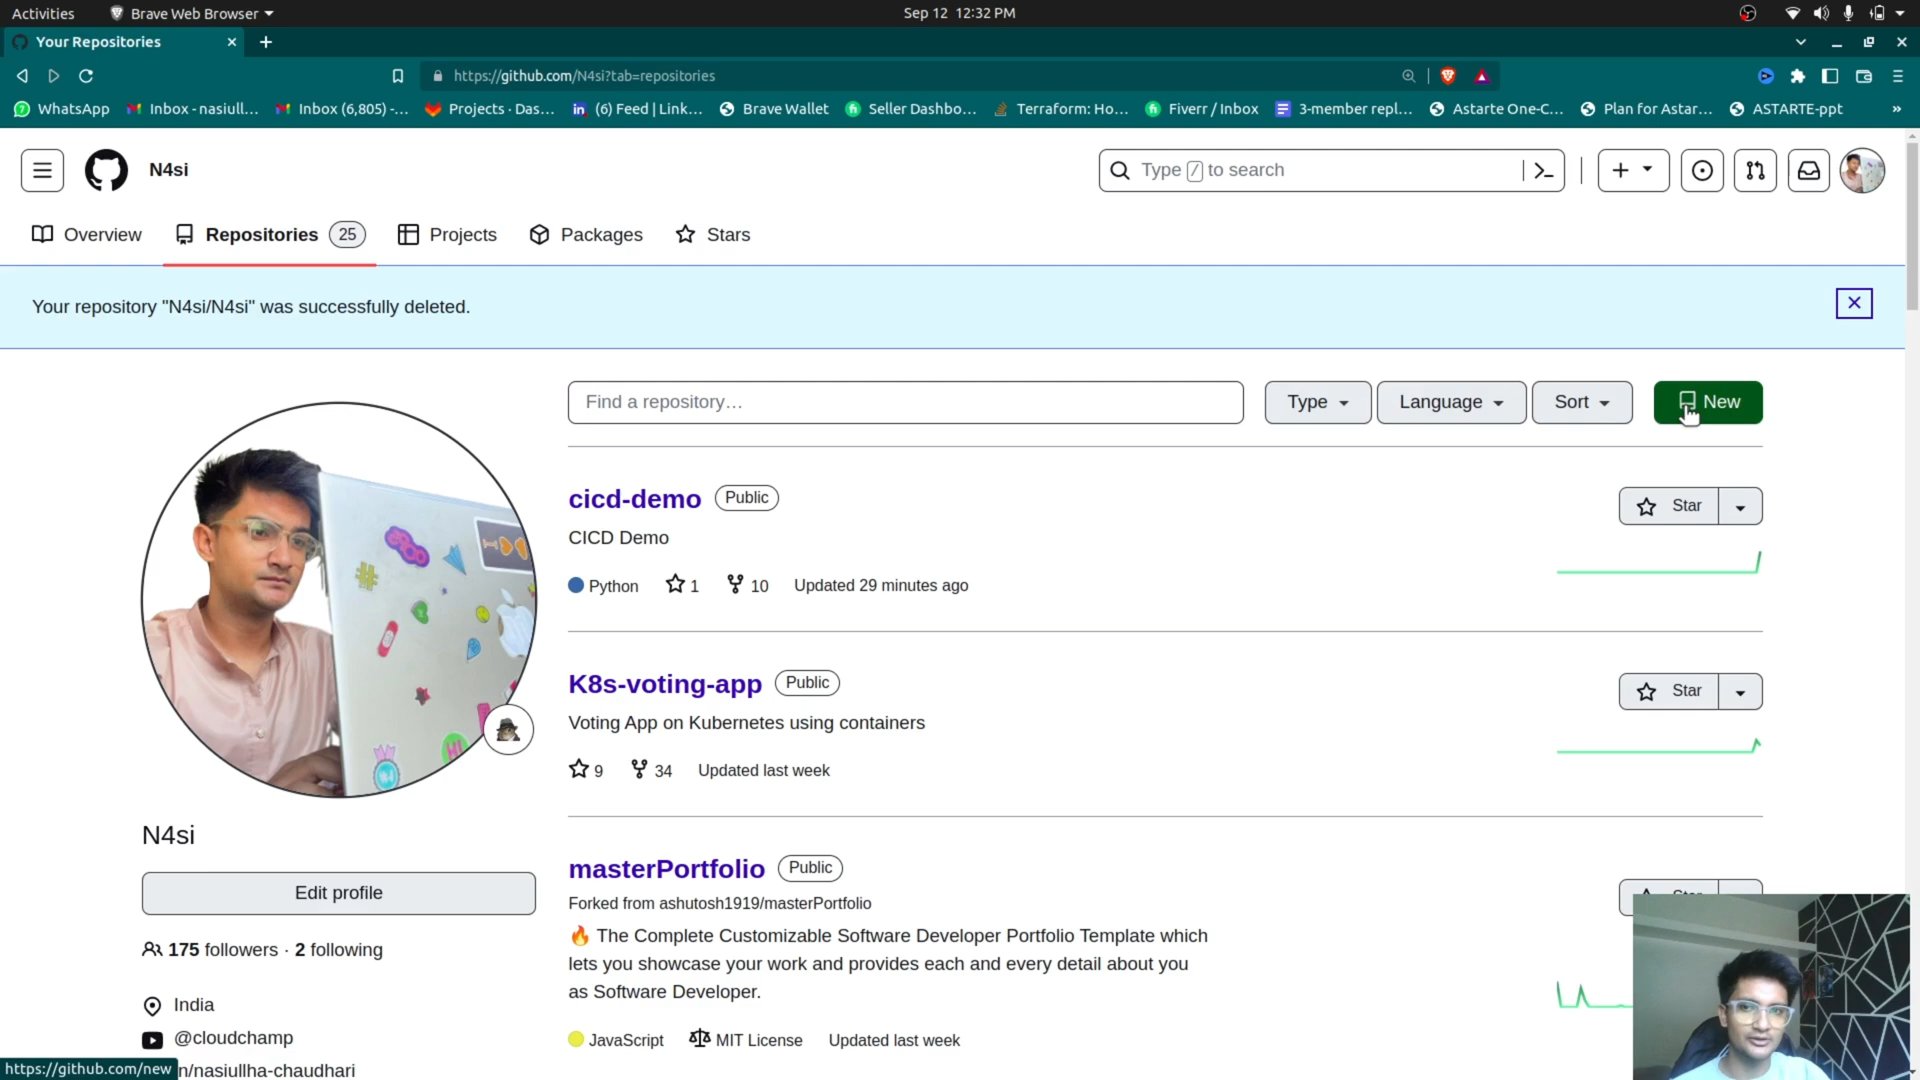 Activities
Brave Web Browser
Sep 12 12:32 PM
Your Repositories
https://github.com/N4si?tab=repositories
WhatsApp
Inbox - nasiull...
Inbox (6,805) -...
Projects · Das...
(6) Feed | Link...
Brave Wallet
Seller Dashbo...
Terraform: Ho...
Fiverr / Inbox
3-member repl...
Astarte One-C...
Plan for Astar...
ASTARTE-ppt
»
N4si
Type / to search
Overview
Repositories 25
Projects
Packages
Stars
Your repository "N4si/N4si" was successfully deleted.
Find a repository…
Type
Language
Sort
New
cicd-demo Public
Star
CICD Demo
Python 1 10 Updated 29 minutes ago
K8s-voting-app Public
Star
Voting App on Kubernetes using containers
9 34 Updated last week
N4si
Edit profile
175 followers · 2 following
India
@cloudchamp
n/nasiullha-chaudhari
masterPortfolio Public
Forked from ashutosh1919/masterPortfolio
Star
🔥 The Complete Customizable Software Developer Portfolio Template which
lets you showcase your work and provides each and every detail about you
as Software Developer.
JavaScript MIT License Updated last week
https://github.com/new